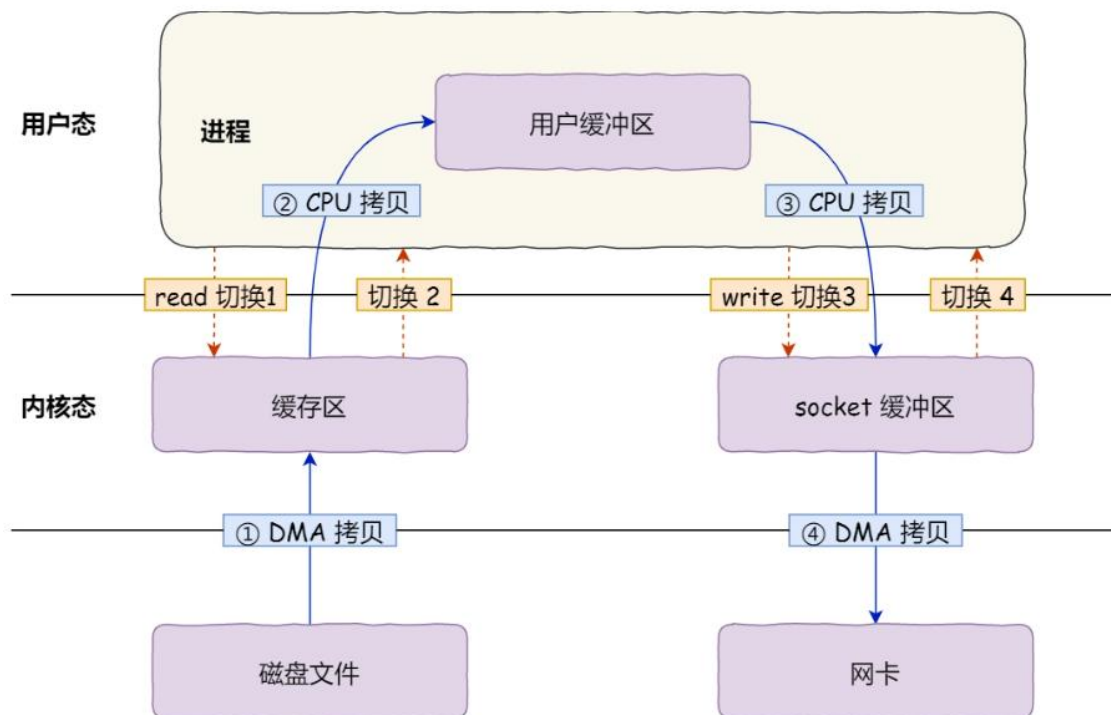 用户态
进程
用户缓冲区
② CPU 拷贝
③ CPU 拷贝
read 切换1
切换 2
write 切换3
切换 4
内核态
缓存区
socket 缓冲区
① DMA 拷贝
④ DMA 拷贝
磁盘文件
网卡